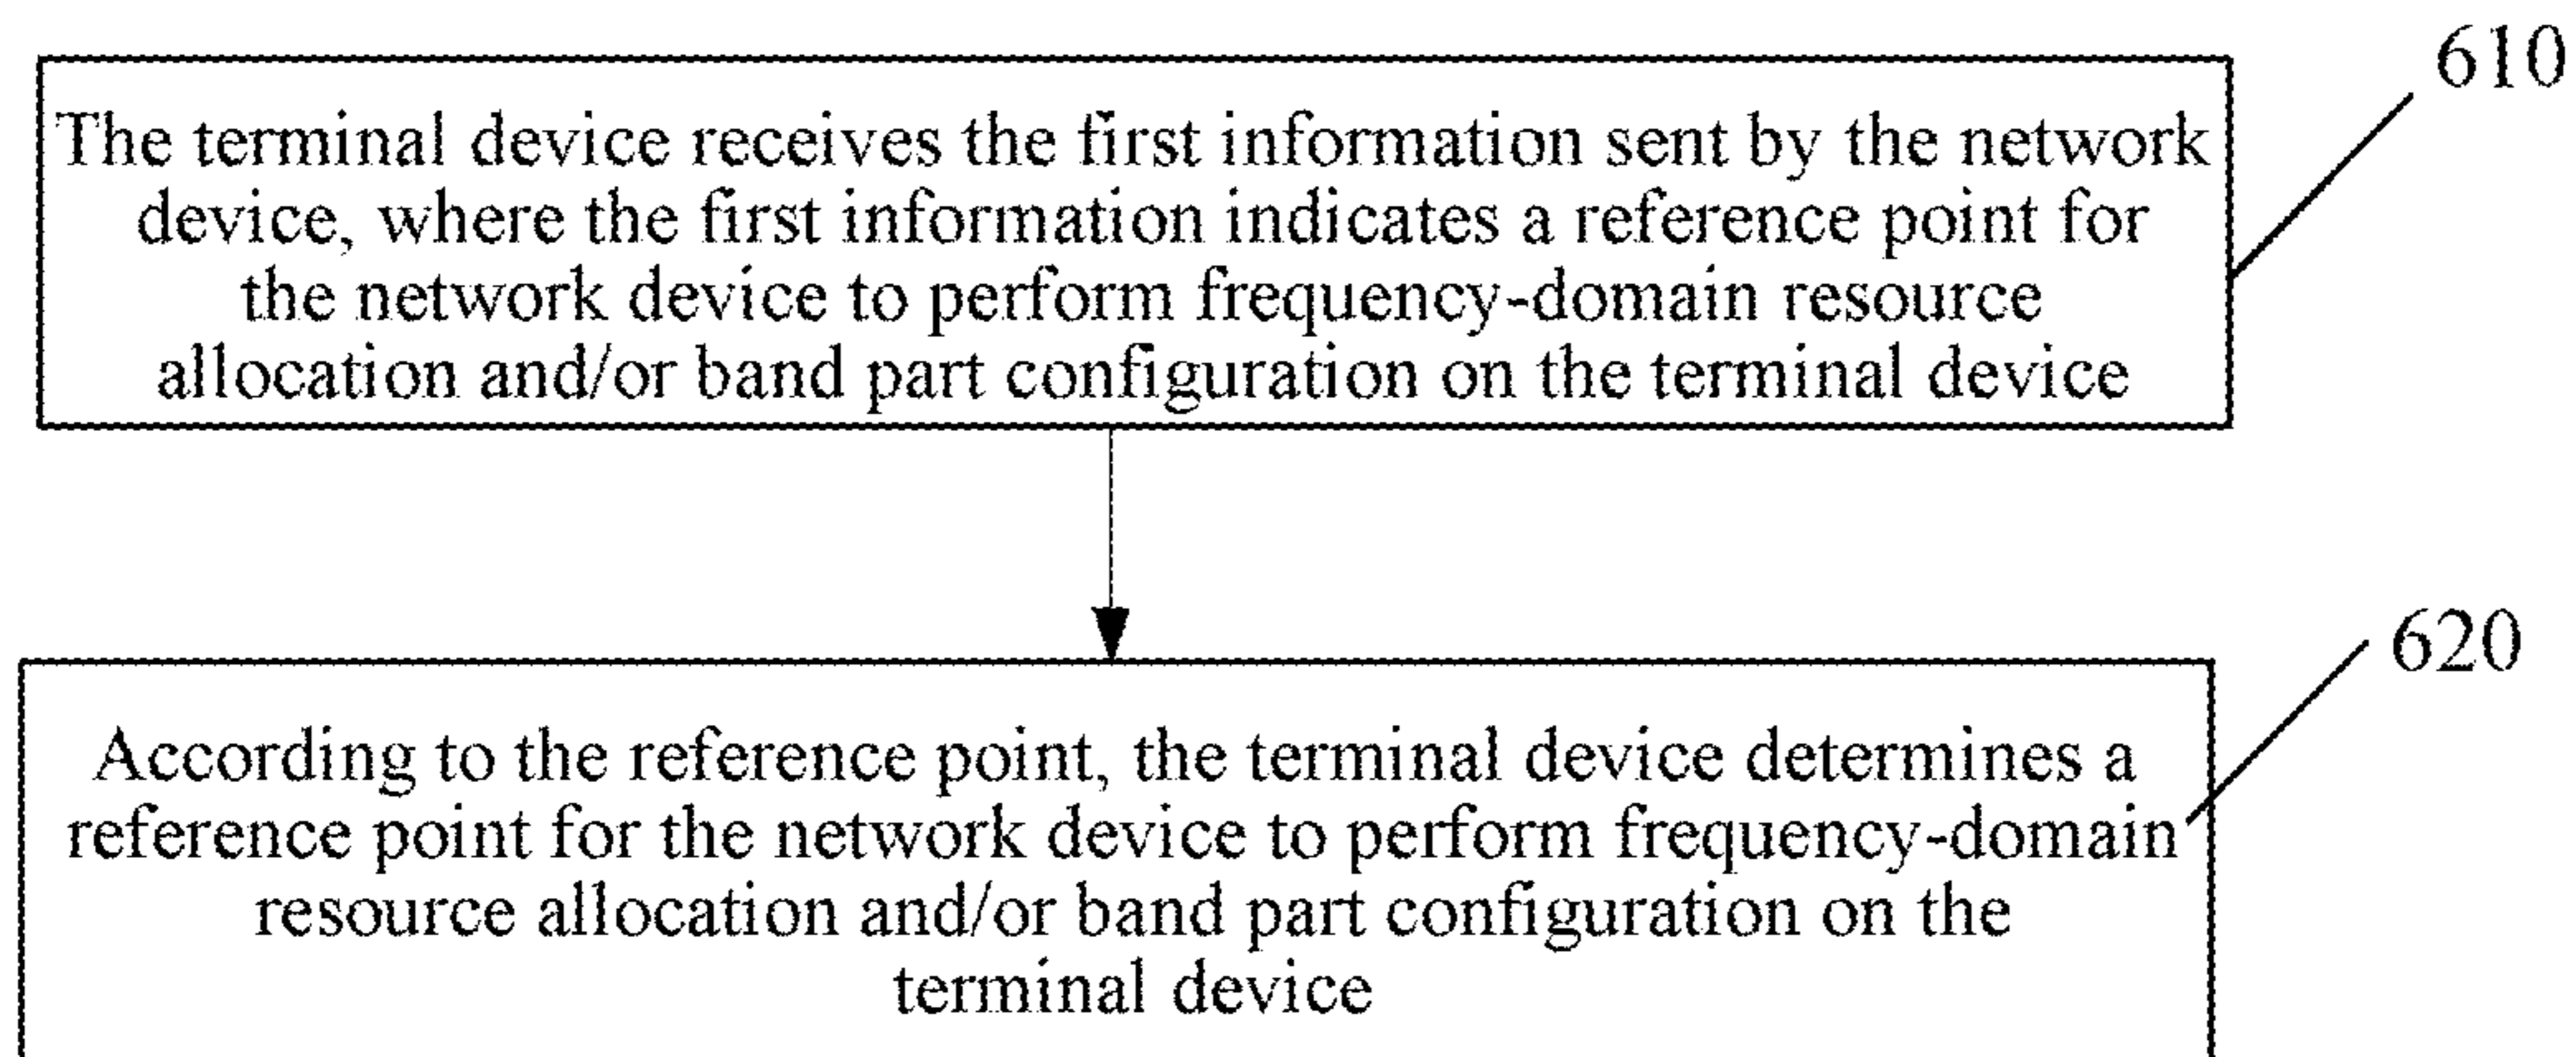 610
The terminal device receives the first information sent by the network
device, where the first information indicates a reference point for
the network device to perform frequency-domain resource
allocation and/or band part configuration on the terminal device
620
According to the reference point, the terminal device determines a
reference point for the network device to perform frequency-domain
resource allocation and/or band part configuration on the
terminal device